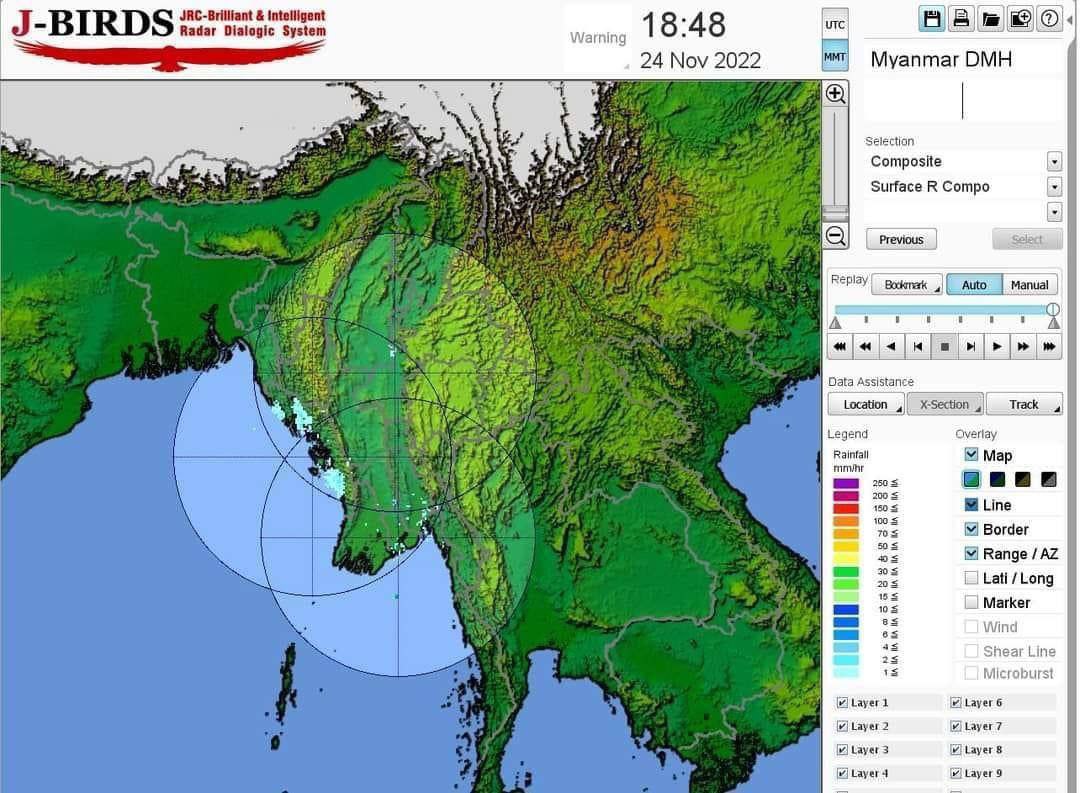 J-BIRDS JRC-Brilliant & Intelligent
Radar Dialogic System
Warning
18:48
24 Nov 2022
UTC
MMT
Myanmar DMH
Selection
Composite
Surface R Compo
Previous
Select
Replay
Bookmark
Auto
Manual
Data Assistance
Location
X-Section
Track
Legend
Rainfall
mm/hr
250 ≦
200 ≦
150 ≦
100 ≦
70 ≦
50 ≦
40 ≦
30 ≦
20 ≦
15 ≦
10 ≦
8 ≦
6 ≦
4 ≦
2 ≦
1 ≦
Overlay
Map
Line
Border
Range / AZ
Lati / Long
Marker
Wind
Shear Line
Microburst
Layer 1
Layer 6
Layer 2
Layer 7
Layer 3
Layer 8
Layer 4
Layer 9